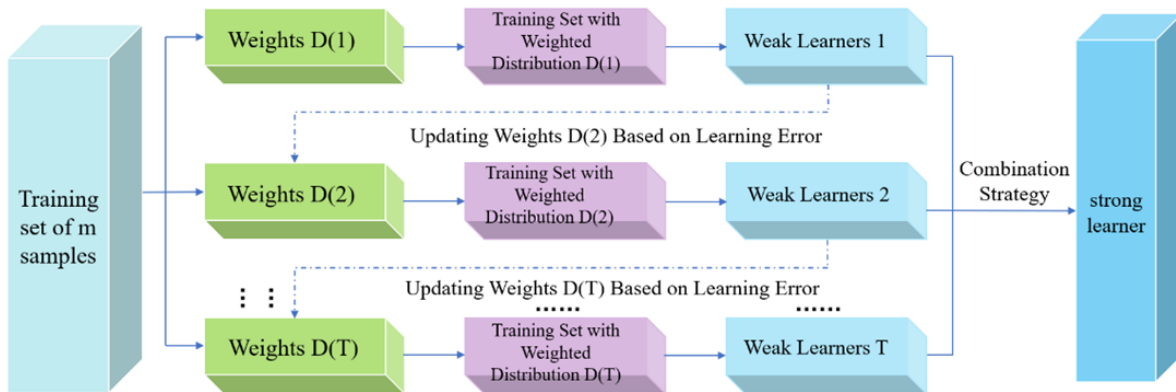 Training
set of m
samples
Weights D(1)
Training Set with
Weighted
Distribution D(1)
Weak Learners 1
Updating Weights D(2) Based on Learning Error
Weights D(2)
Training Set with
Weighted
Distribution D(2)
Weak Learners 2
Combination
Strategy
strong
learner
Updating Weights D(T) Based on Learning Error
Weights D(T)
Training Set with
Weighted
Distribution D(T)
Weak Learners T